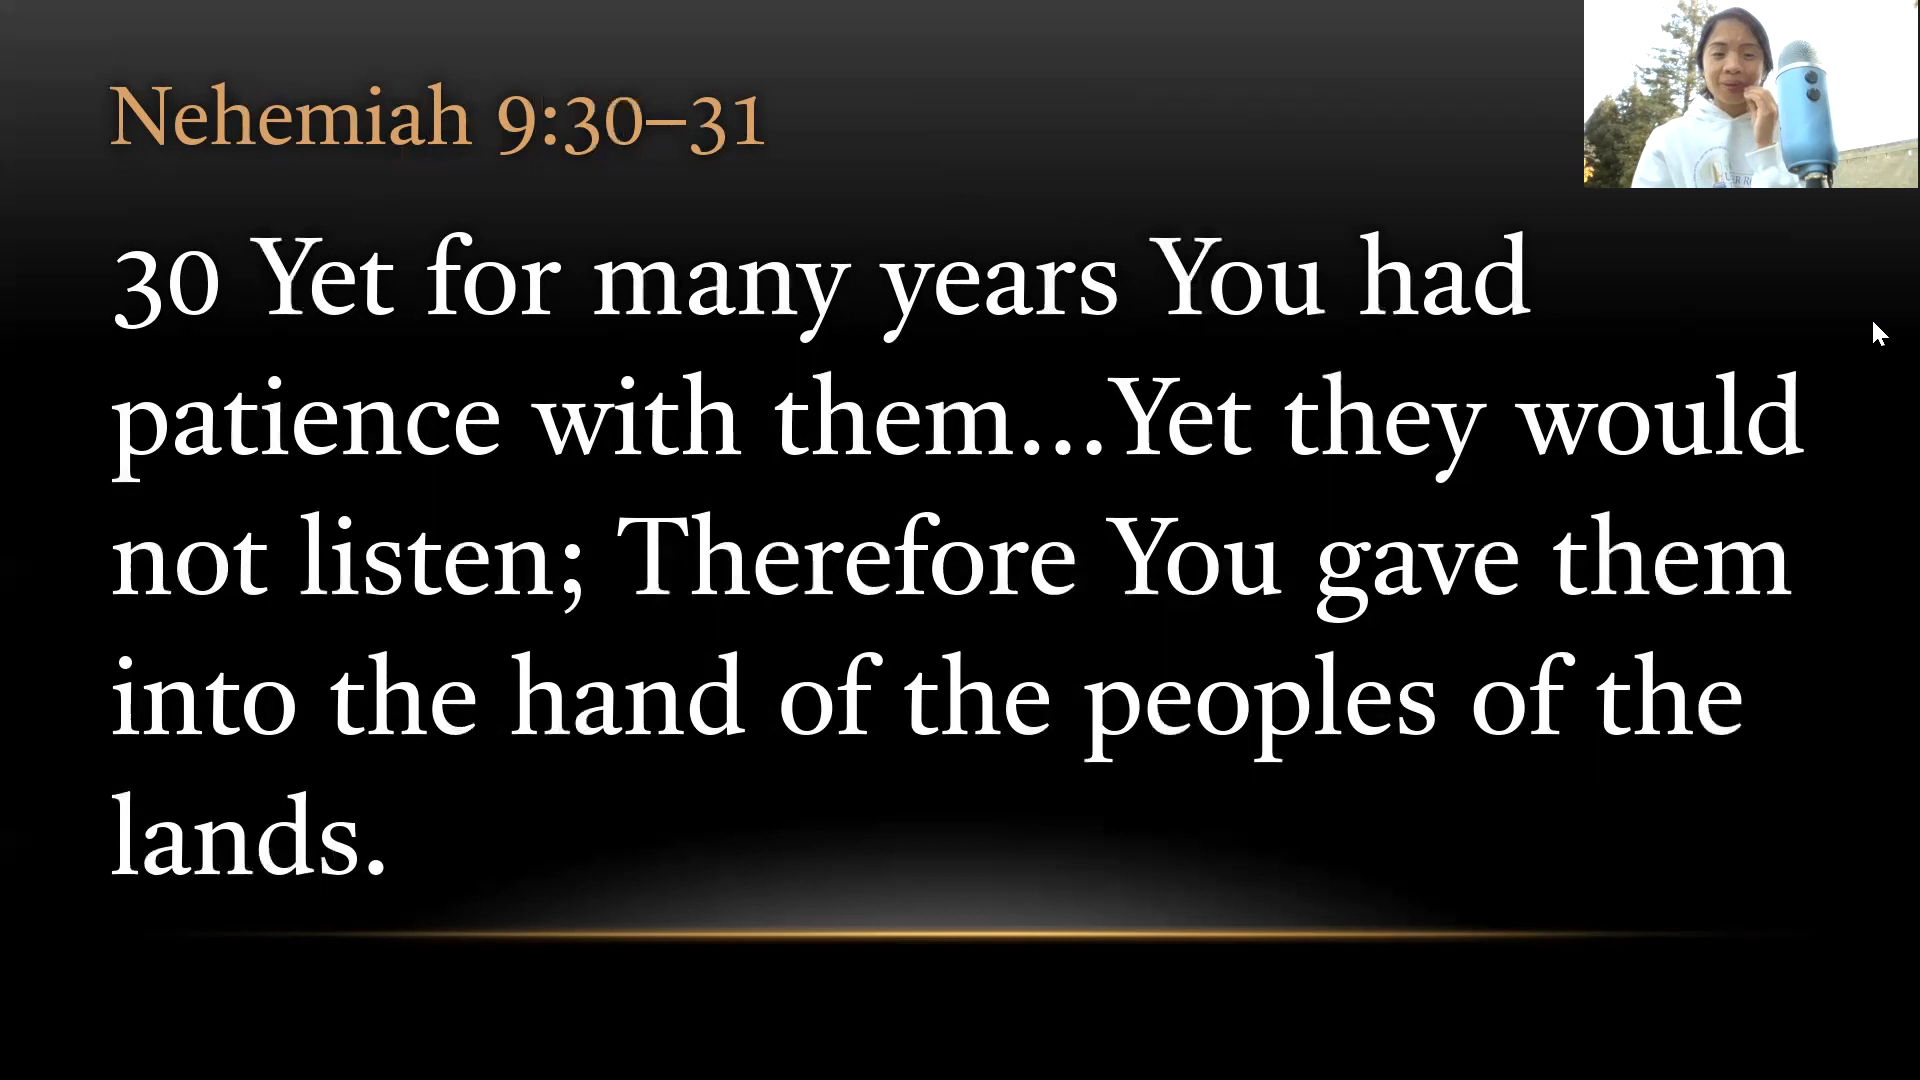 Nehemiah 9:30–31
30 Yet for many years You had
patience with them...Yet they would
not listen; Therefore You gave them
into the hand of the peoples of the
lands.